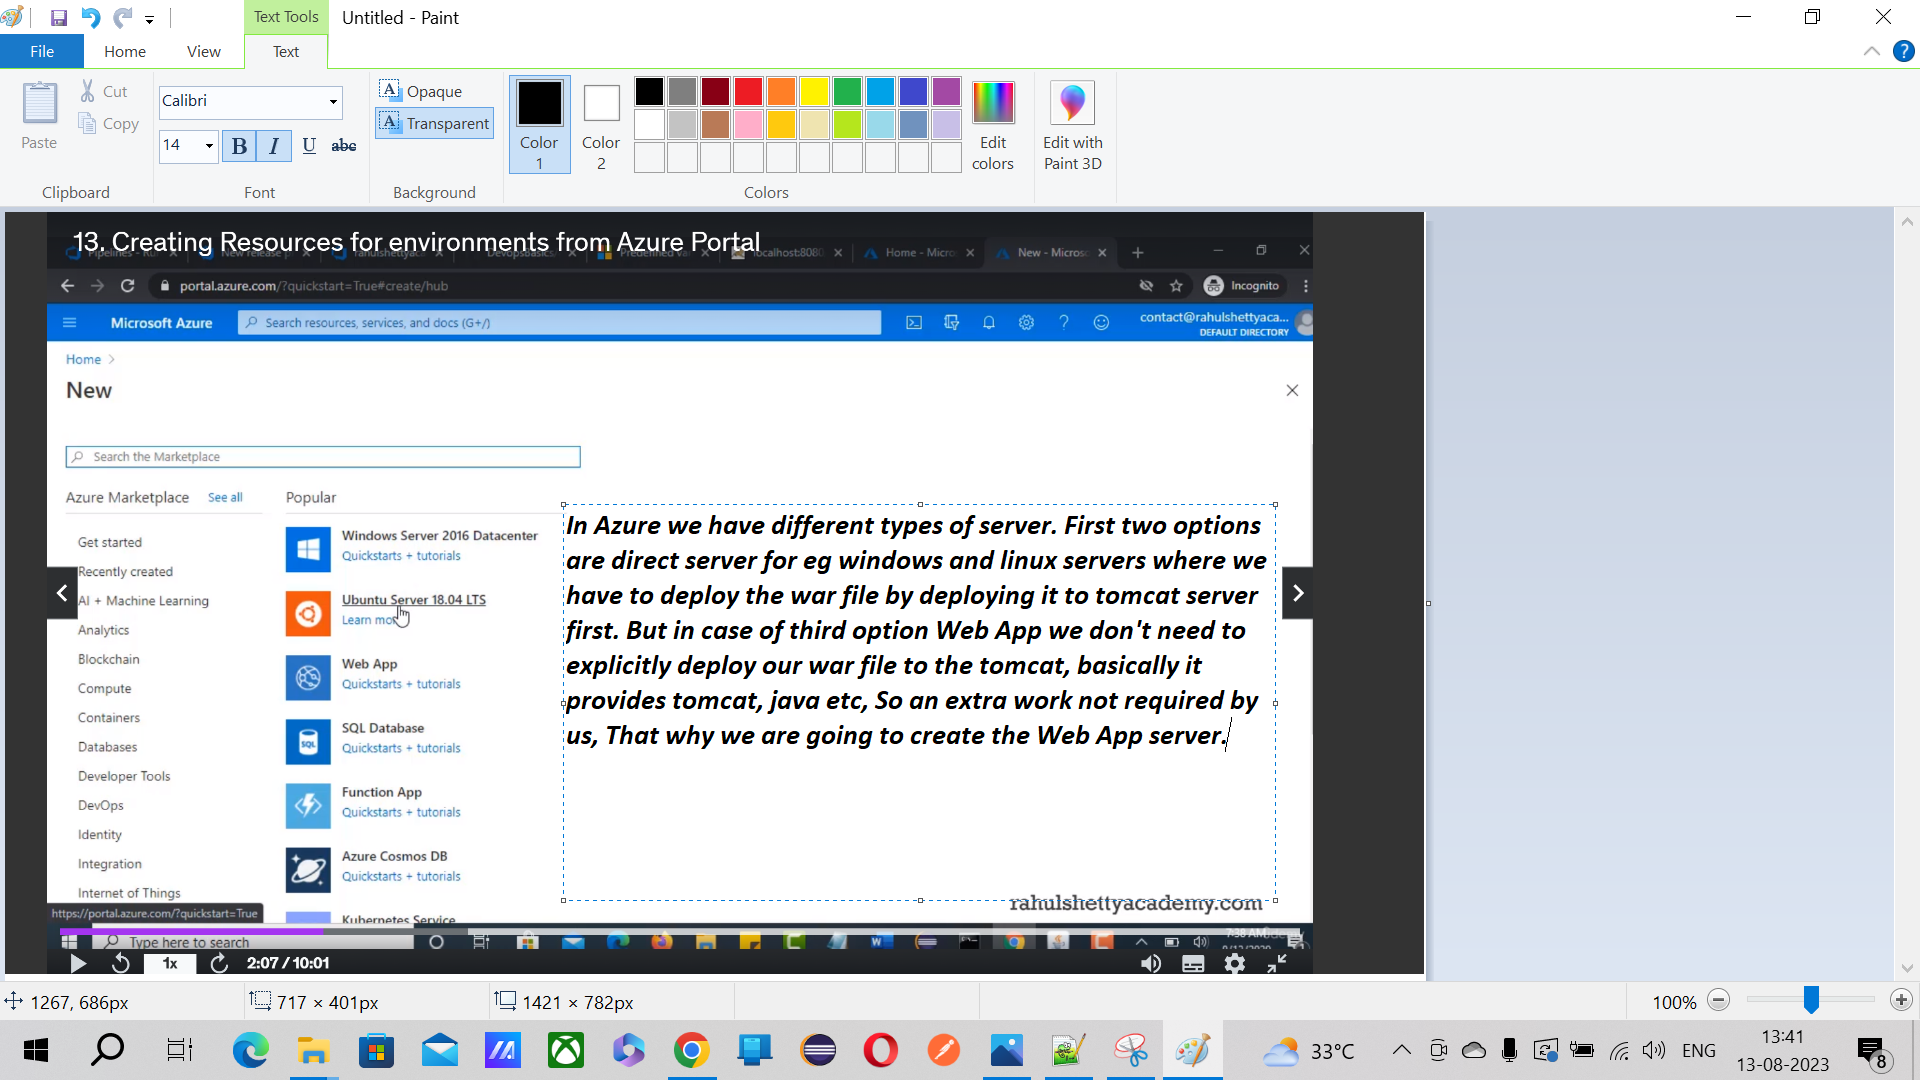 Text Tools
Untitled - Paint
File
Home
View
Text
Paste
Cut
Copy
Clipboard
Calibri
14
B I U abc
Font
Opaque
Transparent
Background
Color 1
Color 2
Edit colors
Edit with Paint 3D
Colors
13. Creating Resources for environments from Azure Portal
localhost:8080
Home - Micro
New - Micros
portal.azure.com/?quickstart=True#create/hub
Incognito
Microsoft Azure
Search resources, services, and docs (G+/)
contact@rahulshettyaca...
DEFAULT DIRECTORY
Home
New
Search the Marketplace
Azure Marketplace
See all
Popular
Get started
Recently created
AI + Machine Learning
Analytics
Blockchain
Compute
Containers
Databases
Developer Tools
DevOps
Identity
Integration
Internet of Things
Windows Server 2016 Datacenter
Quickstarts + tutorials
Ubuntu Server 18.04 LTS
Learn mo
Web App
Quickstarts + tutorials
SQL Database
Quickstarts + tutorials
Function App
Quickstarts + tutorials
Azure Cosmos DB
Quickstarts + tutorials
Kubernetes Service
In Azure we have different types of server. First two options
are direct server for eg windows and linux servers where we
have to deploy the war file by deploying it to tomcat server
first. But in case of third option Web App we don't need to
explicitly deploy our war file to the tomcat, basically it
provides tomcat, java etc, So an extra work not required by
us, That why we are going to create the Web App server.
rahulshettyacademy.com
https://portal.azure.com/?quickstart=True
Type here to search
1x
2:07 / 10:01
1267, 686px
717 × 401px
1421 × 782px
100%
33°C
ENG
13:41
13-08-2023
8